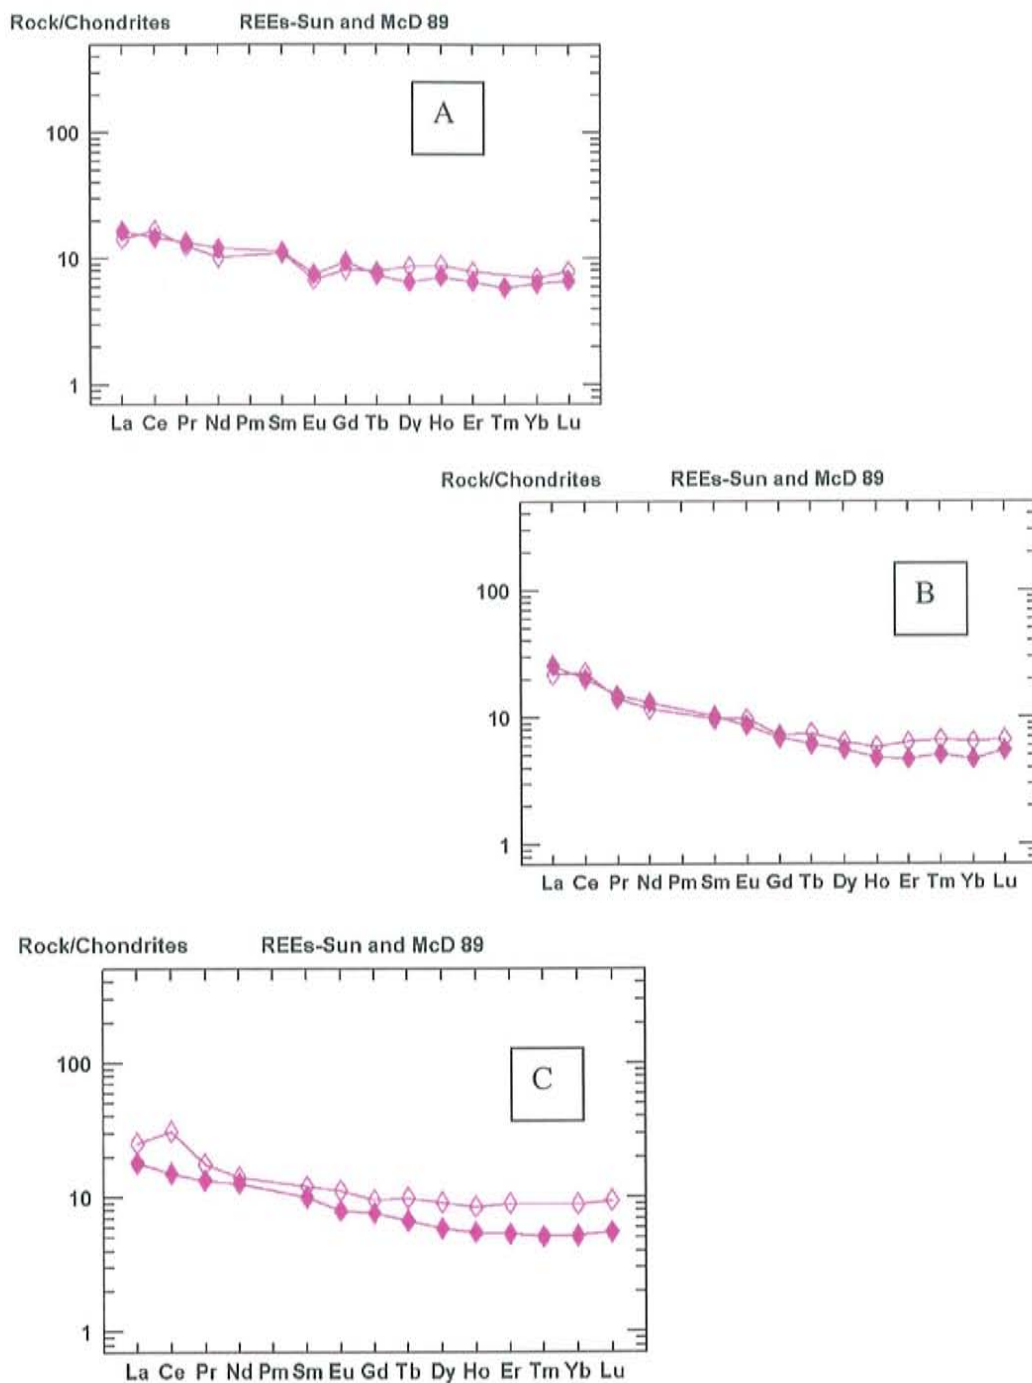 Rock/Chondrites REEs-Sun and McD 89
A
100
10
1
La Ce Pr Nd Pm Sm Eu Gd Tb Dy Ho Er Tm Yb Lu
Rock/Chondrites REEs-Sun and McD 89
B
100
10
1
La Ce Pr Nd Pm Sm Eu Gd Tb Dy Ho Er Tm Yb Lu
Rock/Chondrites REEs-Sun and McD 89
C
100
10
1
La Ce Pr Nd Pm Sm Eu Gd Tb Dy Ho Er Tm Yb Lu